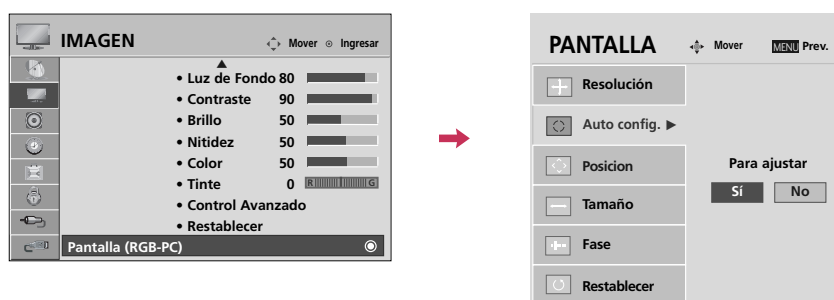 IMAGEN
Mover Ingresar
• Luz de Fondo 80
• Contraste 90
• Brillo 50
• Nitidez 50
• Color 50
• Tinte 0 R G
• Control Avanzado
• Restablecer
Pantalla (RGB-PC)
PANTALLA
Mover MENU Prev.
Resolución
Auto config. ►
Posicion
Tamaño
Fase
Restablecer
Para ajustar
Sí No